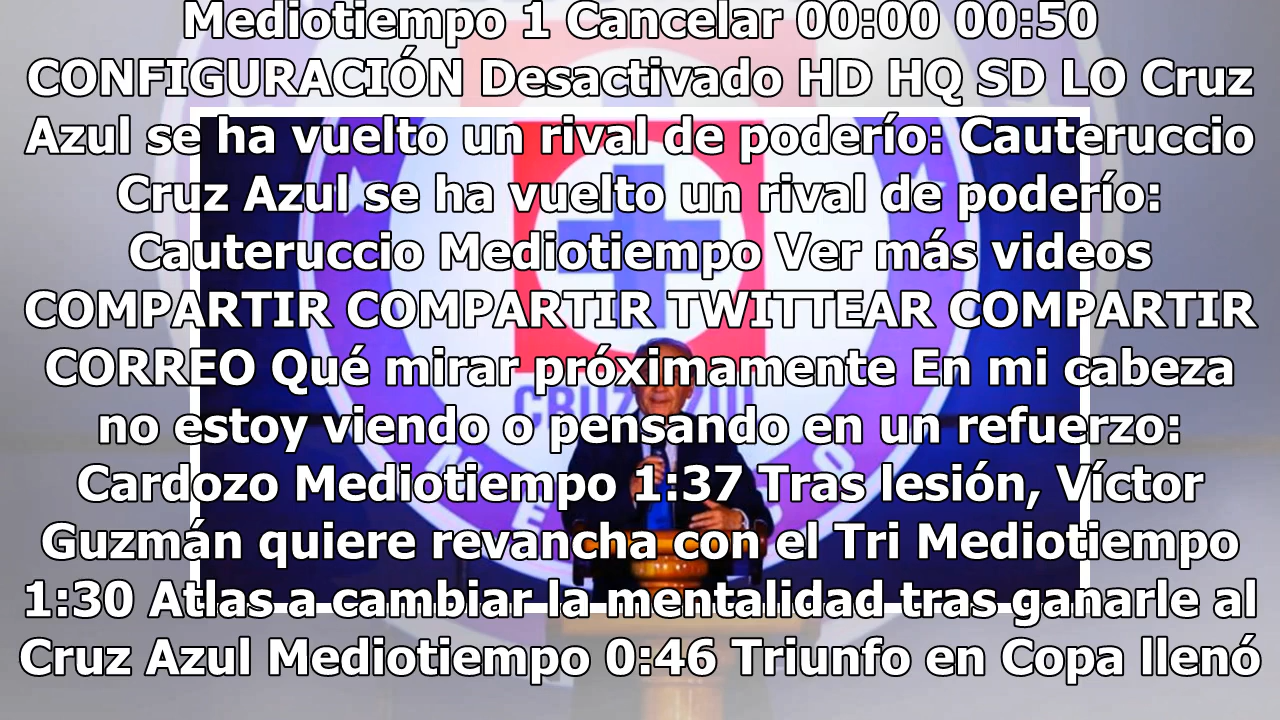 Mediotiempo 1 Cancelar 00:00 00:50
CONFIGURACIÓN Desactivado HD HQ SD LO Cruz
Azul se ha vuelto un rival de poderío: Cauteruccio
Cruz Azul se ha vuelto un rival de poderío:
Cauteruccio Mediotiempo Ver más videos
COMPARTIR COMPARTIR TWITTEAR COMPARTIR
CORREO Qué mirar próximamente En mi cabeza
no estoy viendo o pensando en un refuerzo:
Cardozo Mediotiempo 1:37 Tras lesión, Víctor
Guzmán quiere revancha con el Tri Mediotiempo
1:30 Atlas a cambiar la mentalidad tras ganarle al
Cruz Azul Mediotiempo 0:46 Triunfo en Copa llenó
CRUZ AZUL